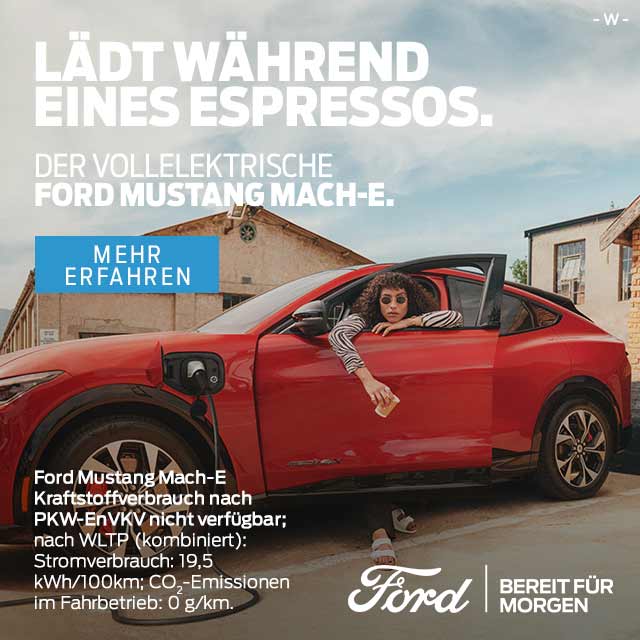 - W -
LÄDT WÄHREND
EINES ESPRESSOS.
DER VOLLELEKTRISCHE
FORD MUSTANG MACH-E.
MEHR
ERFAHREN
Ford Mustang Mach-E
Kraftstoffverbrauch nach
PKW-EnVKV nicht verfügbar;
nach WLTP (kombiniert):
Stromverbrauch: 19,5
kWh/100km; CO₂-Emissionen
im Fahrbetrieb: 0 g/km.
Ford
BEREIT FÜR
MORGEN